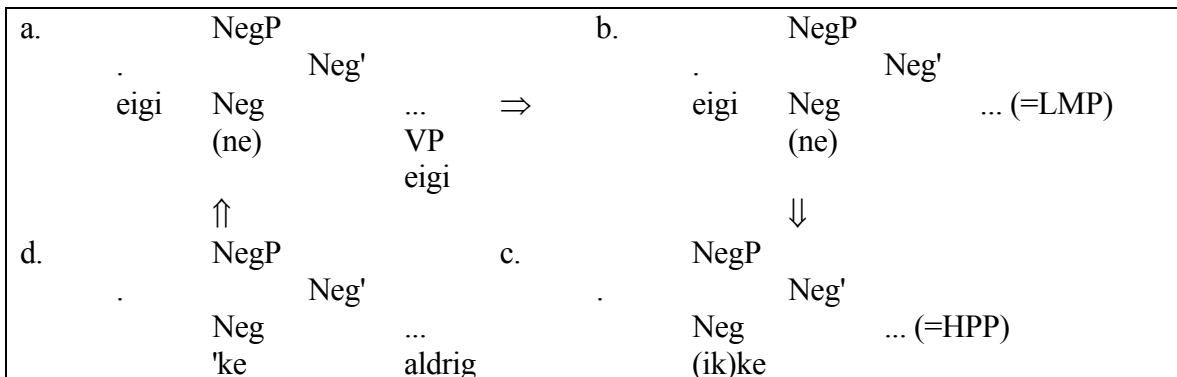 a. NegP b. NegP
. Neg' . Neg'
eigi Neg ... ⇒ eigi Neg ... (=LMP)
(ne) VP (ne)
eigi
⇑ ⇓
d. NegP c. NegP
. Neg' . Neg'
Neg ... Neg ... (=HPP)
'ke aldrig (ik)ke